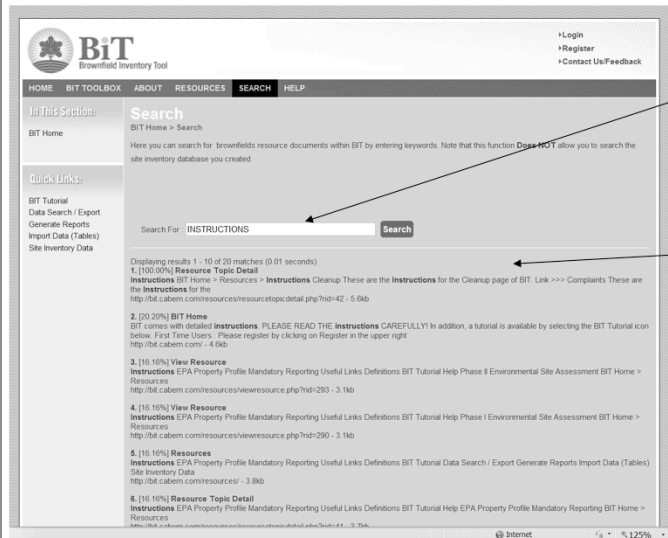 BiT
Brownfield Inventory Tool
Login
Register
Contact Us/Feedback
HOME BIT TOOLBOX ABOUT RESOURCES SEARCH HELP
In This Section:
BIT Home
Quick Links:
BIT Tutorial
Data Search / Export
Generate Reports
Import Data (Tables)
Site Inventory Data
Search
BIT Home > Search
Here you can search for brownfields resource documents within BIT by entering keywords. Note that this function Does NOT allow you to search the
site inventory database you created.
Search For : INSTRUCTIONS Search
Displaying results 1 - 10 of 20 matches (0.01 seconds)
1. [100.00%] Resource Topic Detail
Instructions BIT Home > Resources > Instructions Cleanup These are the Instructions for the Cleanup page of BIT. Link >>> Complaints These are
the Instructions for the
http://bit.cabem.com/resources/resourcetopicdetail.php?rid=42 - 5.6kb
2. [20.20%] BIT Home
BIT comes with detailed instructions. PLEASE READ THE instructions CAREFULLY! In addition, a tutorial is available by selecting the BIT Tutorial icon
below. First Time Users : Please register by clicking on Register in the upper right
http://bit.cabem.com/ - 4.6kb
3. [16.16%] View Resource
Instructions EPA Property Profile Mandatory Reporting Useful Links Definitions BIT Tutorial Help Phase II Environmental Site Assessment BIT Home >
Resources
http://bit.cabem.com/resources/viewresource.php?rid=293 - 3.1kb
4. [16.16%] View Resource
Instructions EPA Property Profile Mandatory Reporting Useful Links Definitions BIT Tutorial Help Phase I Environmental Site Assessment BIT Home >
Resources
http://bit.cabem.com/resources/viewresource.php?rid=290 - 3.1kb
5. [16.16%] Resources
Instructions EPA Property Profile Mandatory Reporting Useful Links Definitions BIT Tutorial Data Search / Export Generate Reports Import Data (Tables)
Site Inventory Data
http://bit.cabem.com/resources/ - 3.8kb
6. [16.16%] Resource Topic Detail
Instructions EPA Property Profile Mandatory Reporting Useful Links Definitions BIT Tutorial Help EPA Property Profile Mandatory Reporting BIT Home >
Resources
http://bit.cabem.com/resources/resourcetopicdetail.php?rid=41 - 3.7kb
Internet 125%